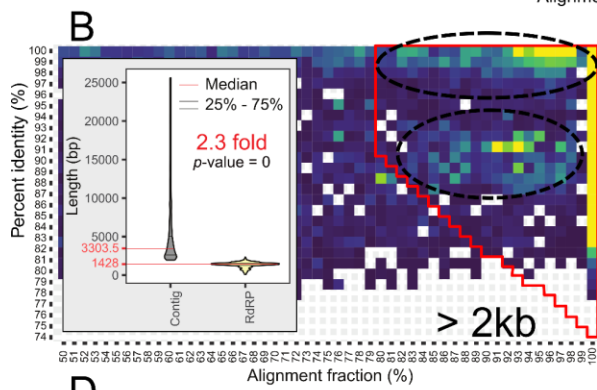 Alignme
B
Percent identity (%)
100
99
98
96
95
94
93
91
90
89
88
87
86
85
84
82
81
80
79
78
77
76
75
74
Length (bp)
25000
20000
15000
10000
5000
0
3303.5
1428
Median
25% - 75%
2.3 fold
p-value = 0
Contig
RdRP
> 2kb
50 51 52 53 54 55 56 57 58 59 60 61 62 63 64 65 66 67 68 69 70 71 72 73 74 75 76 77 78 79 80 81 82 83 84 85 86 87 88 89 90 91 92 93 94 95 96 97 98 99 100
Alignment fraction (%)
D